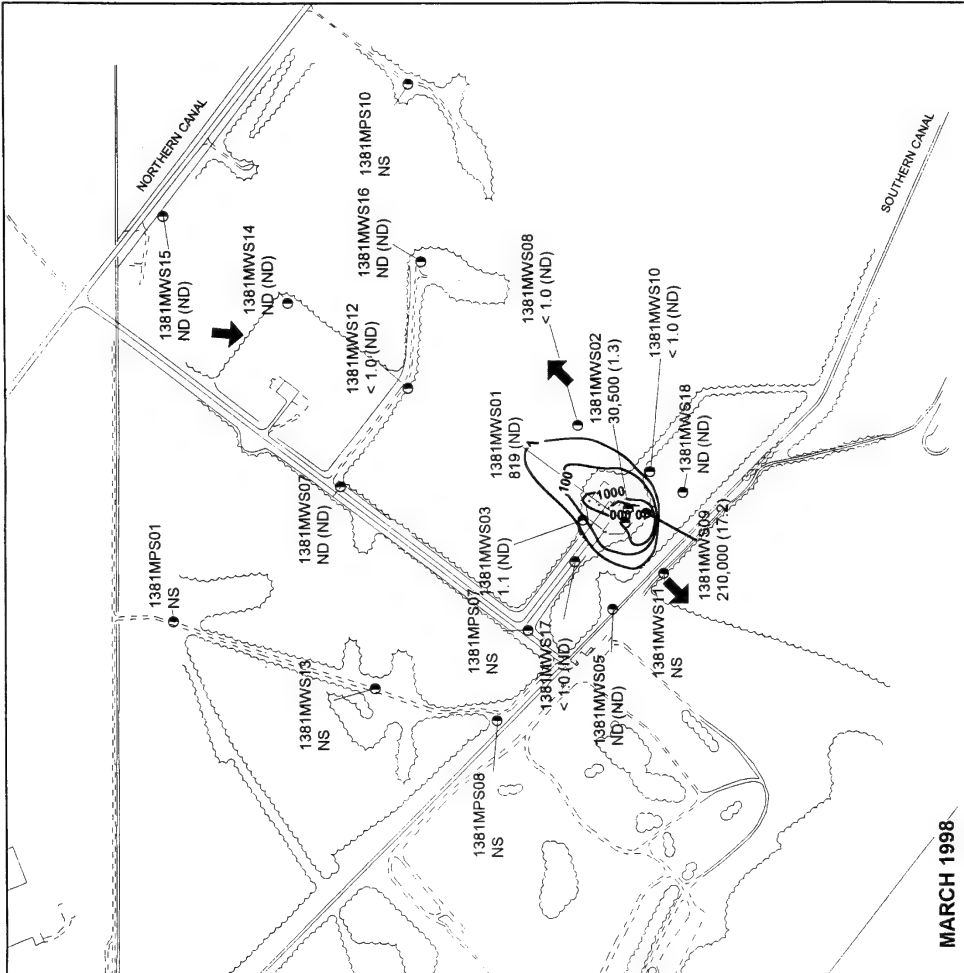 NORTHERN CANAL
1381MPS10
NS
1381MWS15
ND (ND)
1381MWS14
ND (ND)
1381MWS16
ND (ND)
1381MWS12
< 1.0 (ND)
1381MWS08
< 1.0 (ND)
SOUTHERN CANAL
1381MWS10
< 1.0 (ND)
1381MWS02
30,500 (1.3)
1381MWS01
819 (ND)
1381MWS18
ND (ND)
1
100
1000
1381MWS07
ND (ND)
1381MWS03
1.1 (ND)
1381MWS09
210,000 (17.2)
1381MPS01
NS
1381MPS07
NS
1381MWS17
< 1.0 (ND)
1381MWS11
NS
1381MWS05
ND (ND)
1381MWS13
NS
1381MPS08
NS
MARCH 1998